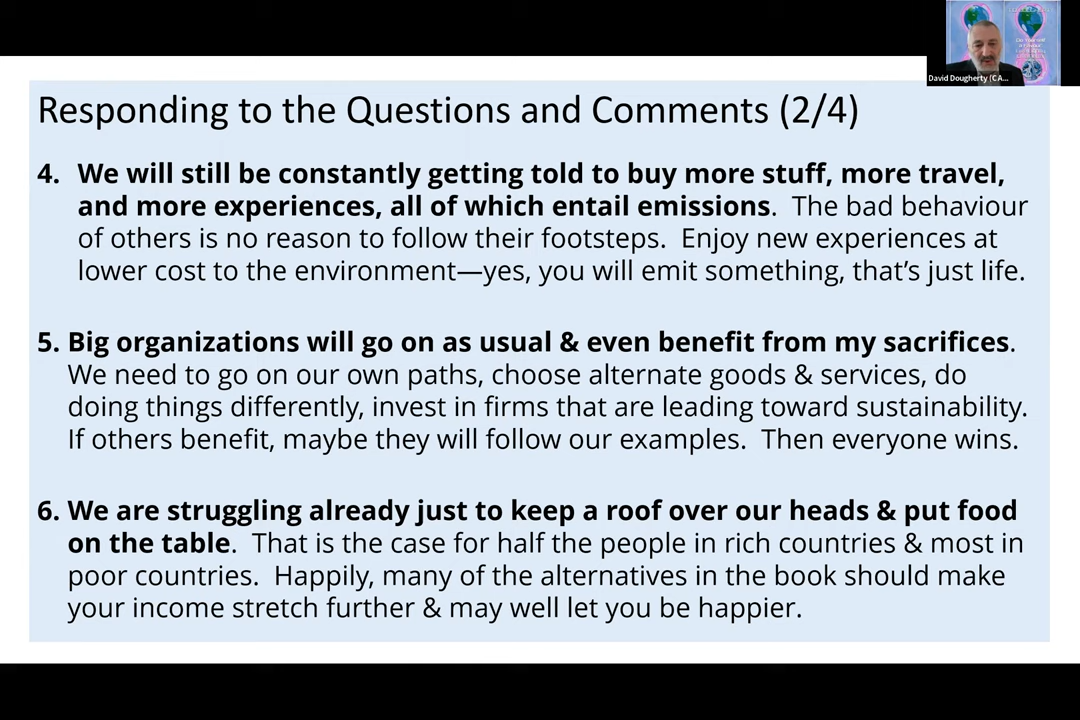 David Dougherty (CA...
Responding to the Questions and Comments (2/4)
4. We will still be constantly getting told to buy more stuff, more travel,
and more experiences, all of which entail emissions. The bad behaviour
of others is no reason to follow their footsteps. Enjoy new experiences at
lower cost to the environment—yes, you will emit something, that's just life.
5. Big organizations will go on as usual & even benefit from my sacrifices.
We need to go on our own paths, choose alternate goods & services, do
doing things differently, invest in firms that are leading toward sustainability.
If others benefit, maybe they will follow our examples. Then everyone wins.
6. We are struggling already just to keep a roof over our heads & put food
on the table. That is the case for half the people in rich countries & most in
poor countries. Happily, many of the alternatives in the book should make
your income stretch further & may well let you be happier.